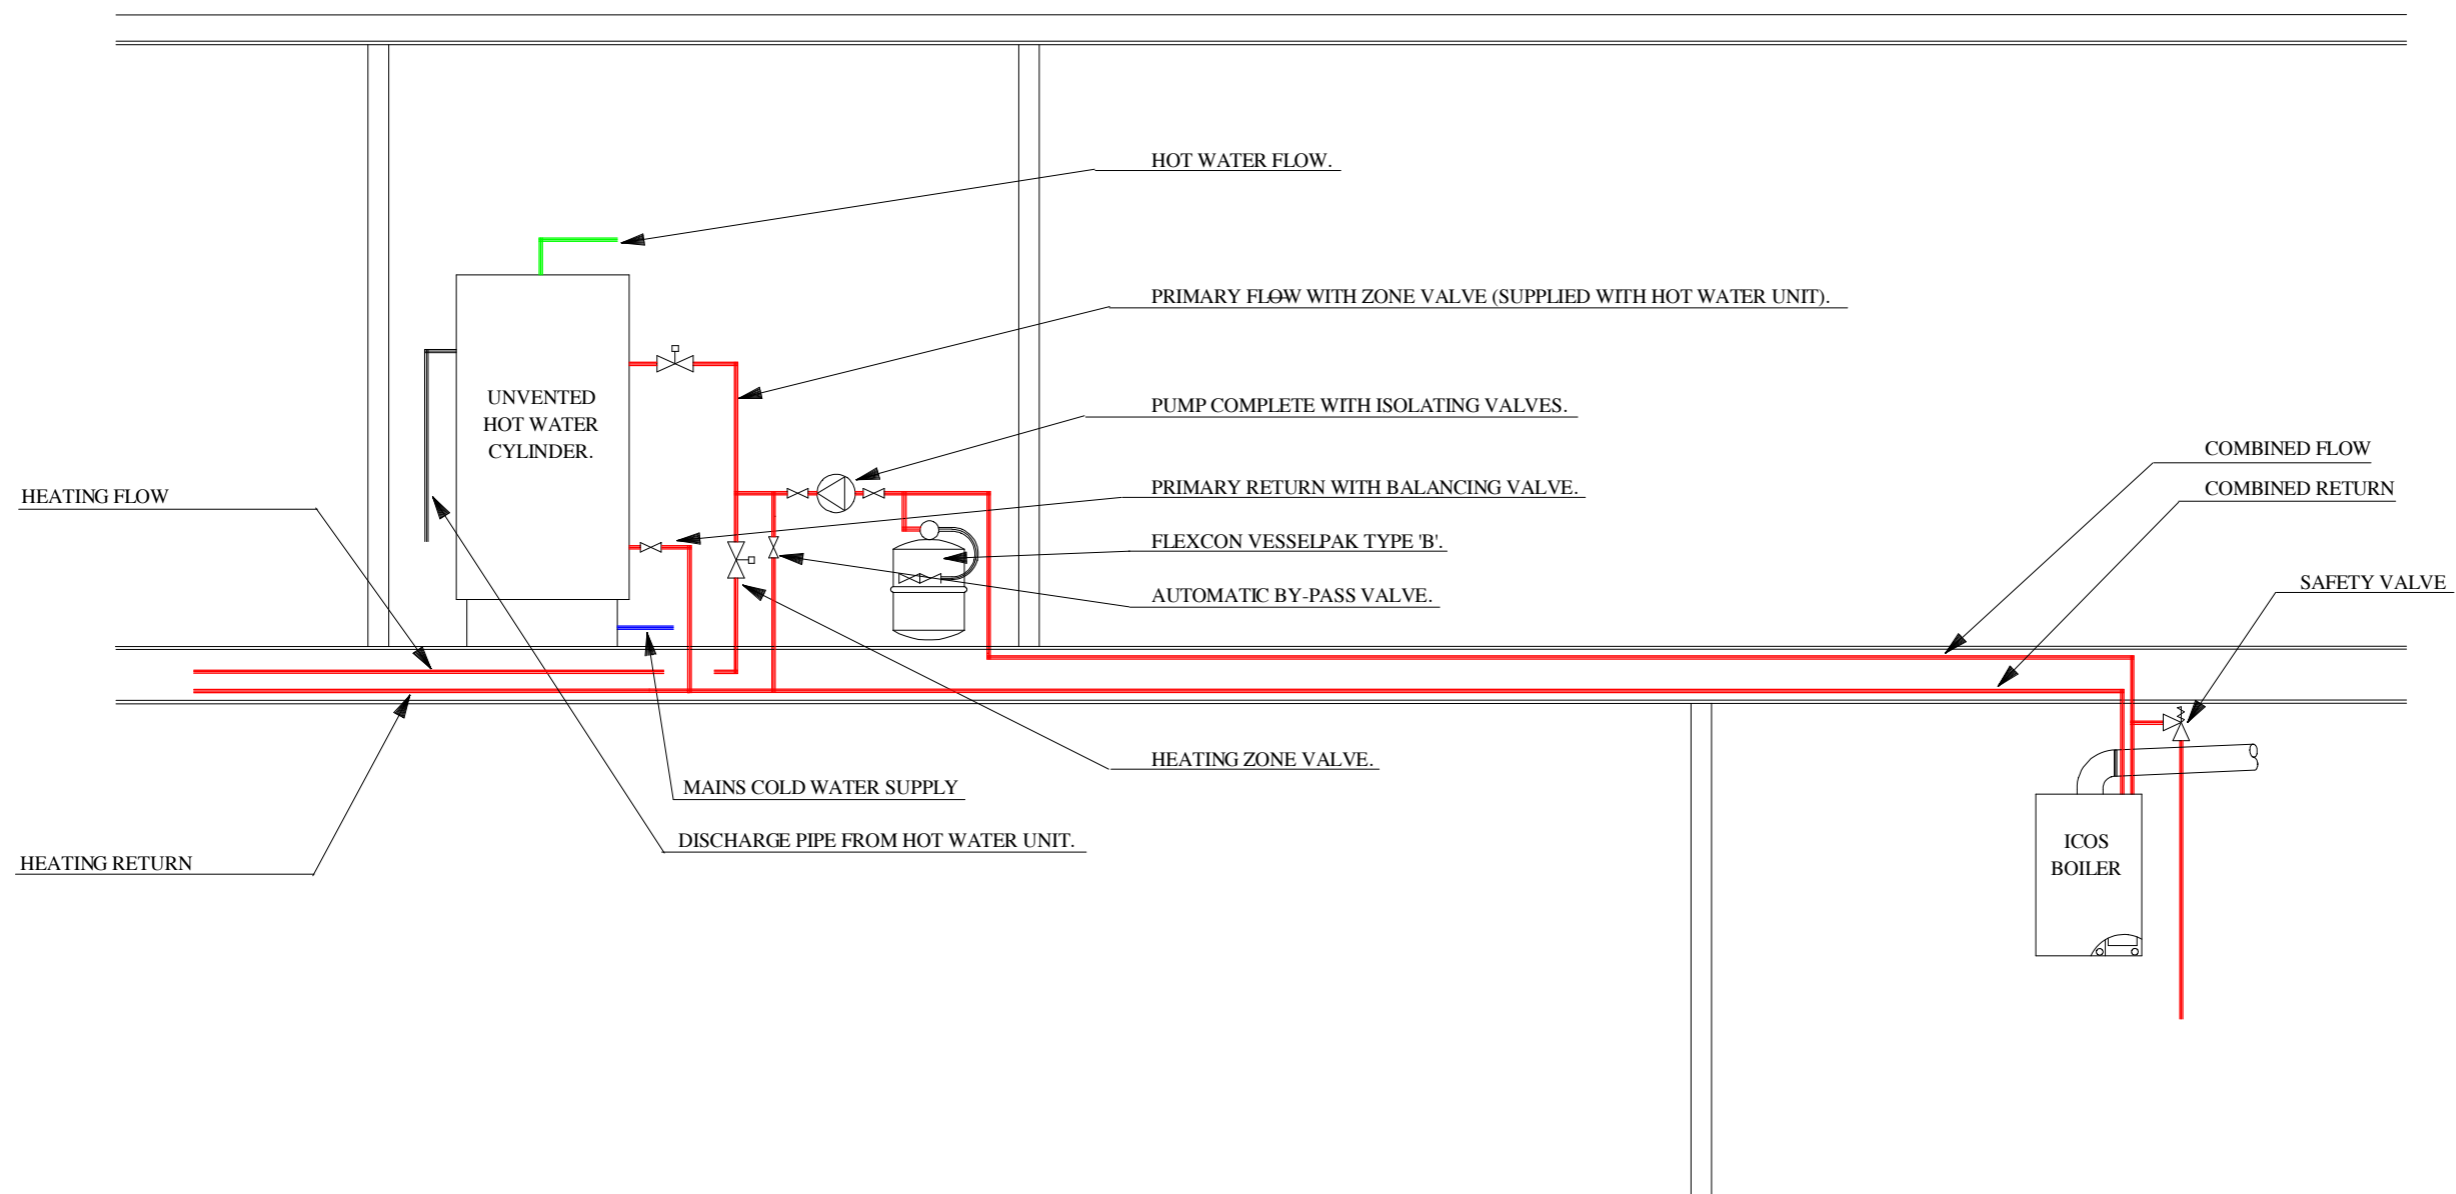 HOT WATER FLOW.
PRIMARY FLOW WITH ZONE VALVE (SUPPLIED WITH HOT WATER UNIT).
UNVENTED
HOT WATER
CYLINDER.
PUMP COMPLETE WITH ISOLATING VALVES.
COMBINED FLOW
HEATING FLOW
PRIMARY RETURN WITH BALANCING VALVE.
COMBINED RETURN
FLEXCON VESSELPAK TYPE 'B'.
SAFETY VALVE
AUTOMATIC BY-PASS VALVE.
HEATING ZONE VALVE.
MAINS COLD WATER SUPPLY
DISCHARGE PIPE FROM HOT WATER UNIT.
HEATING RETURN
ICOS
BOILER